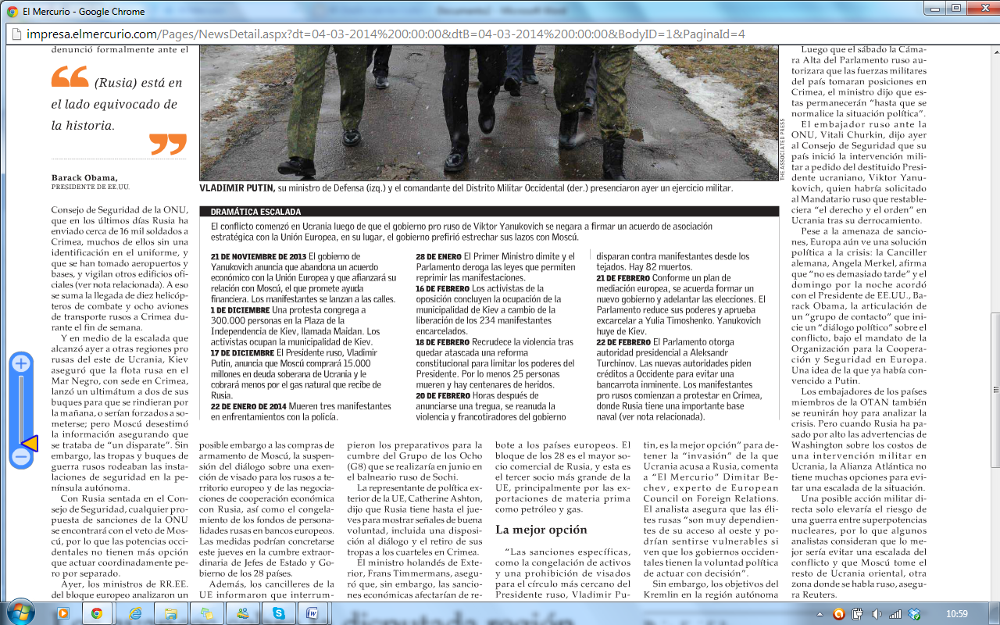 El Mercurio - Google Chrome
impresa.elmercurio.com/Pages/NewsDetail.aspx?dt=04-03-2014%200:00:00&dtB=04-03-2014%200:00:00&BodyID=1&PaginaId=4
denunció formalmente ante el
“ (Rusia) está en
el lado equivocado de
la historia.
”
Barack Obama,
PRESIDENTE DE EE.UU.
Consejo de Seguridad de la ONU,
que en los últimos días Rusia ha
enviado cerca de 16 mil soldados a
Crimea, muchos de ellos sin una
identificación en el uniforme, y
que se han tomado aeropuertos y
bases, y vigilan otros edificios ofi-
ciales (ver nota relacionada). A eso
se suma la llegada de diez helicóp-
teros de combate y ocho aviones
de transporte rusos a Crimea du-
rante el fin de semana.
Y en medio de la escalada que
alcanzó ayer a otras regiones pro
rusas del este de Ucrania, Kiev
aseguró que la flota rusa en el
Mar Negro, con sede en Crimea,
lanzó un ultimátum a dos de sus
buques para que se rindieran por
la mañana, o serían forzados a so-
meterse; pero Moscú desestimó
la información asegurando que
se trataba de “un disparate”. Sin
embargo, las tropas y buques de
guerra rusos rodeaban las insta-
laciones de seguridad en la pe-
nínsula autónoma.
Con Rusia sentada en el Con-
sejo de Seguridad, cualquier pro-
puesta de sanciones de la ONU
se encontrará con el veto de Mos-
cú, por lo que las potencias occi-
dentales no tienen más opción
que actuar coordinadamente pe-
ro por separado.
Ayer, los ministros de RR.EE.
del bloque europeo analizaron un
THE ASSOCIATED PRESS
VLADIMIR PUTIN, su ministro de Defensa (izq.) y el comandante del Distrito Militar Occidental (der.) presenciaron ayer un ejercicio militar.
DRAMÁTICA ESCALADA
El conflicto comenzó en Ucrania luego de que el gobierno pro ruso de Viktor Yanukovich se negara a firmar un acuerdo de asociación
estratégica con la Unión Europea, en su lugar, el gobierno prefirió estrechar sus lazos con Moscú.
21 DE NOVIEMBRE DE 2013 El gobierno de
Yanukovich anuncia que abandona un acuerdo
económico con la Unión Europea y que afianzará su
relación con Moscú, el que promete ayuda
financiera. Los manifestantes se lanzan a las calles.
1 DE DICIEMBRE Una protesta congrega a
300.000 personas en la Plaza de la
Independencia de Kiev, llamada Maidan. Los
activistas ocupan la municipalidad de Kiev.
17 DE DICIEMBRE El Presidente ruso, Vladimir
Putin, anuncia que Moscú comprará 15.000
millones en deuda soberana de Ucrania y le
cobrará menos por el gas natural que recibe de
Rusia.
22 DE ENERO DE 2014 Mueren tres manifestantes
en enfrentamientos con la policía.
28 DE ENERO El Primer Ministro dimite y el
Parlamento deroga las leyes que permiten
reprimir las manifestaciones.
16 DE FEBRERO Los activistas de la
oposición concluyen la ocupación de la
municipalidad de Kiev a cambio de la
liberación de los 234 manifestantes
encarcelados.
18 DE FEBRERO Recrudece la violencia tras
quedar atascada una reforma
constitucional para limitar los poderes del
Presidente. Por lo menos 25 personas
mueren y hay centenares de heridos.
20 DE FEBRERO Horas después de
anunciarse una tregua, se reanuda la
violencia y francotiradores del gobierno
disparan contra manifestantes desde los
tejados. Hay 82 muertos.
21 DE FEBRERO Conforme un plan de
mediación europea, se acuerda formar un
nuevo gobierno y adelantar las elecciones. El
Parlamento reduce sus poderes y aprueba
excarcelar a Yulia Timoshenko. Yanukovich
huye de Kiev.
22 DE FEBRERO El Parlamento otorga
autoridad presidencial a Aleksandr
Turchinov. Las nuevas autoridades piden
créditos a Occidente para evitar una
bancarrota inminente. Los manifestantes
pro rusos comienzan a protestar en Crimea,
donde Rusia tiene una importante base
naval (ver nota relacionada).
posible embargo a las compras de
armamento de Moscú, la suspen-
sión del diálogo sobre una exen-
ción de visado para los rusos a te-
rritorio europeo y de las negocia-
ciones de cooperación económica
con Rusia, así como el congela-
miento de los fondos de persona-
lidades rusas en bancos europeos.
Las medidas podrían concretarse
este jueves en la cumbre extraor-
dinaria de Jefes de Estado y Go-
bierno de los 28 países.
Además, los cancilleres de la
UE informaron que interrum-
pieron los preparativos para la
cumbre del Grupo de los Ocho
(G8) que se realizaría en junio en
el balneario ruso de Sochi.
La representante de política ex-
terior de la UE, Catherine Ashton,
dijo que Rusia tiene hasta el jue-
ves para mostrar señales de buena
voluntad, incluida una disposi-
ción al diálogo y el retiro de sus
tropas a los cuarteles en Crimea.
El ministro holandés de Exte-
rior, Frans Timmermans, asegu-
ró que, sin embargo, las sancio-
nes económicas afectarían de re-
bote a los países europeos. El
bloque de los 28 es el mayor so-
cio comercial de Rusia, y esta es
el tercer socio más grande de la
UE, principalmente por las ex-
portaciones de materia prima
como petróleo y gas.
La mejor opción
“Las sanciones específicas,
como la congelación de activos
y una prohibición de visados
para el círculo más cercano del
Presidente ruso, Vladimir Pu-
tin, es la mejor opción” para de-
tener la “invasión” de la que
Ucrania acusa a Rusia, comenta
a “El Mercurio” Dimitar Be-
chev, experto de European
Council on Foreign Relations.
El analista asegura que las éli-
tes rusas “son muy dependien-
tes de su acceso al oeste y po-
drían sentirse vulnerables si
ven que los gobiernos occiden-
tales tienen la voluntad política
de actuar con decisión”.
Sin embargo, los objetivos del
Kremlin en la región autónoma
Luego que el sábado la Cáma-
ra Alta del Parlamento ruso au-
torizara que las fuerzas militares
del país tomaran posiciones en
Crimea, el ministro dijo que es-
tas permanecerán “hasta que se
normalice la situación política”.
El embajador ruso ante la
ONU, Vitali Churkin, dijo ayer
al Consejo de Seguridad que su
país inició la intervención mili-
tar a pedido del destituido Presi-
dente ucraniano, Viktor Yanu-
kovich, quien habría solicitado
al Mandatario ruso que restable-
ciera “el derecho y el orden” en
Ucrania tras su derrocamiento.
Pese a la amenaza de sancio-
nes, Europa aún ve una solución
política a la crisis: la Canciller
alemana, Angela Merkel, afirma
que “no es demasiado tarde” y el
domingo por la noche acordó
con el Presidente de EE.UU., Ba-
rack Obama, la articulación de
un “grupo de contacto” que ini-
cie un “diálogo político” sobre el
conflicto, bajo el mandato de la
Organización para la Coopera-
ción y Seguridad en Europa.
Una idea de la que ya había con-
vencido a Putin.
Los embajadores de los países
miembros de la OTAN también
se reunirán hoy para analizar la
crisis. Pero cuando Rusia ha pa-
sado por alto las advertencias de
Washington sobre los costos de
una intervención militar en
Ucrania, la Alianza Atlántica no
tiene muchas opciones para evi-
tar una escalada de la situación.
Una posible acción militar di-
recta solo elevaría el riesgo de
una guerra entre superpotencias
nucleares, por lo que algunos
analistas consideran que lo me-
jor sería evitar una escalada del
conflicto y que Moscú tome el
resto de Ucrania oriental, otra
zona donde se habla ruso, asegu-
ra Reuters.
10:59